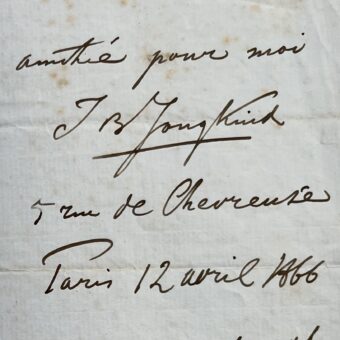 amitié pour moi
J B Jongkind
5 rue de Chevreuse
Paris 12 avril 1866